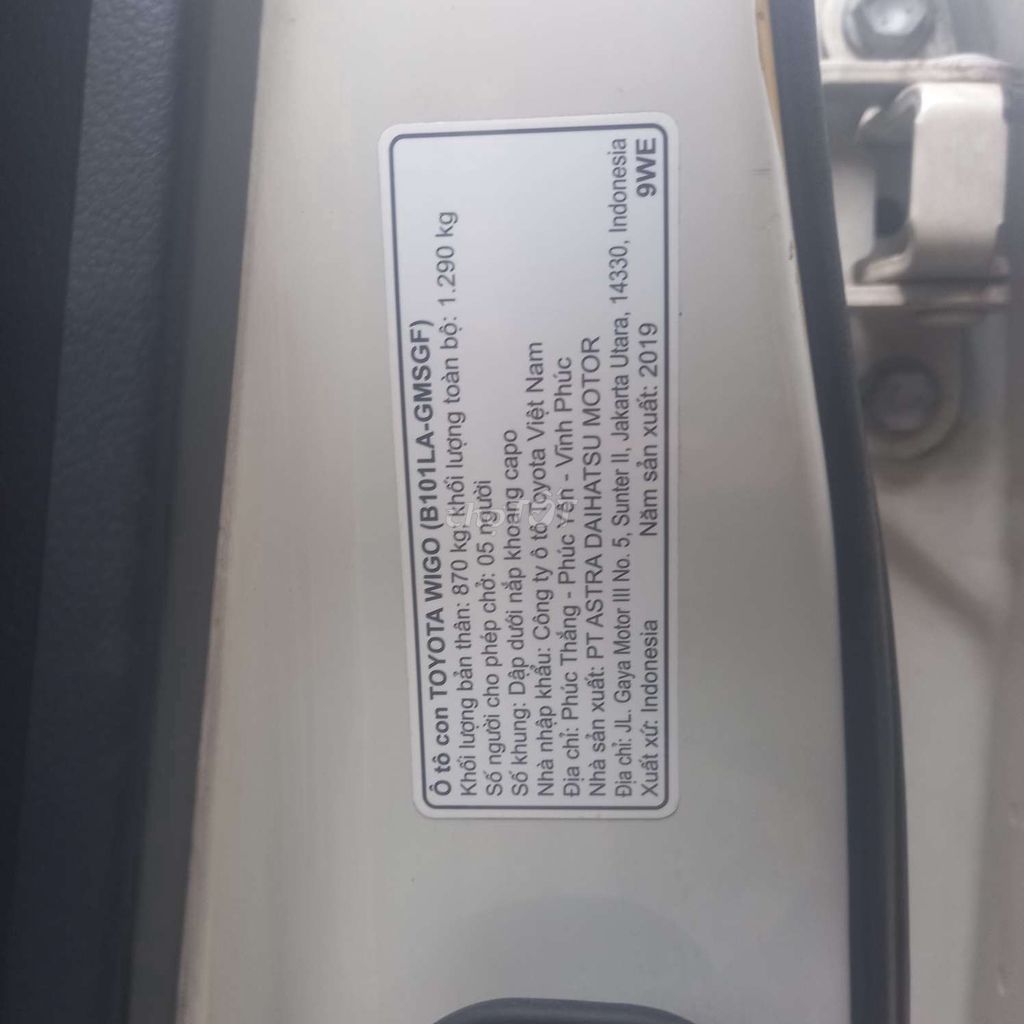 Ô tô con TOYOTA WIGO (B101LA-GMSGF)
Khối lượng bản thân: 870 kg; khối lượng toàn bộ: 1.290 kg
Số người cho phép chở: 05 người
Số khung: Dập dưới nắp khoang capo
Nhà nhập khẩu: Công ty ô tô Toyota Việt Nam
Địa chỉ: Phúc Thắng - Phúc Yên - Vĩnh Phúc
Nhà sản xuất: PT ASTRA DAIHATSU MOTOR
Địa chỉ: JL. Gaya Motor III No. 5, Sunter II, Jakarta Utara, 14330, Indonesia
Xuất xứ: Indonesia Năm sản xuất: 2019 9WE
chợTỐT